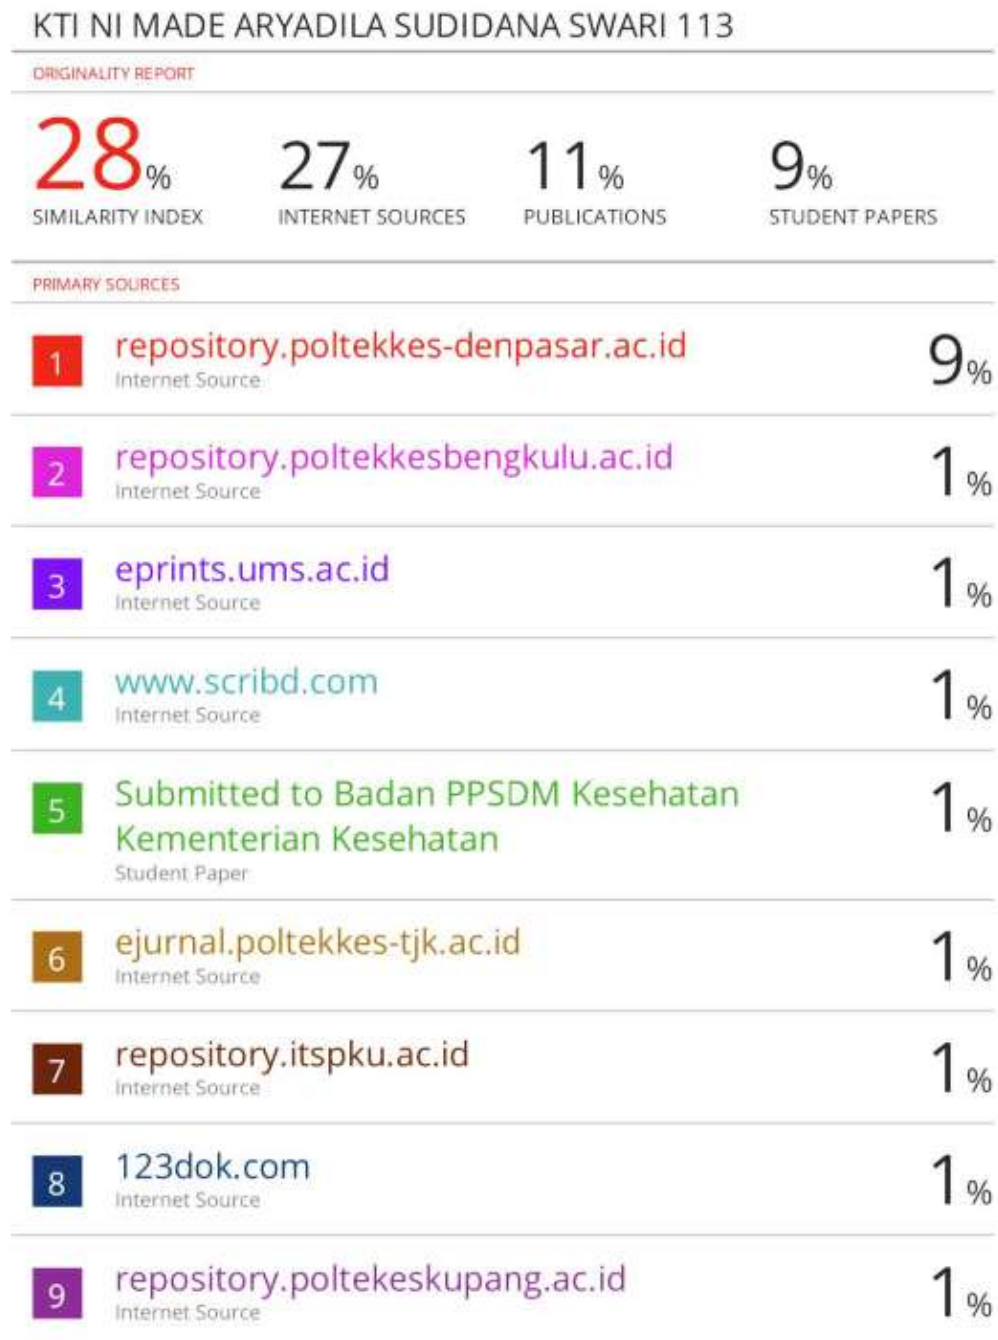 KTI NI MADE ARYADILA SUDIDANA SWARI 113
ORIGINALITY REPORT
28% 27% 11% 9%
SIMILARITY INDEX INTERNET SOURCES PUBLICATIONS STUDENT PAPERS
PRIMARY SOURCES
1 repository.poltekkes-denpasar.ac.id 9%
Internet Source
2 repository.poltekkesbengkulu.ac.id 1%
Internet Source
3 eprints.ums.ac.id 1%
Internet Source
4 www.scribd.com 1%
Internet Source
5 Submitted to Badan PPSDM Kesehatan 1%
Kementerian Kesehatan
Student Paper
6 ejurnal.poltekkes-tjk.ac.id 1%
Internet Source
7 repository.itspku.ac.id 1%
Internet Source
8 123dok.com 1%
Internet Source
9 repository.poltekeskupang.ac.id 1%
Internet Source